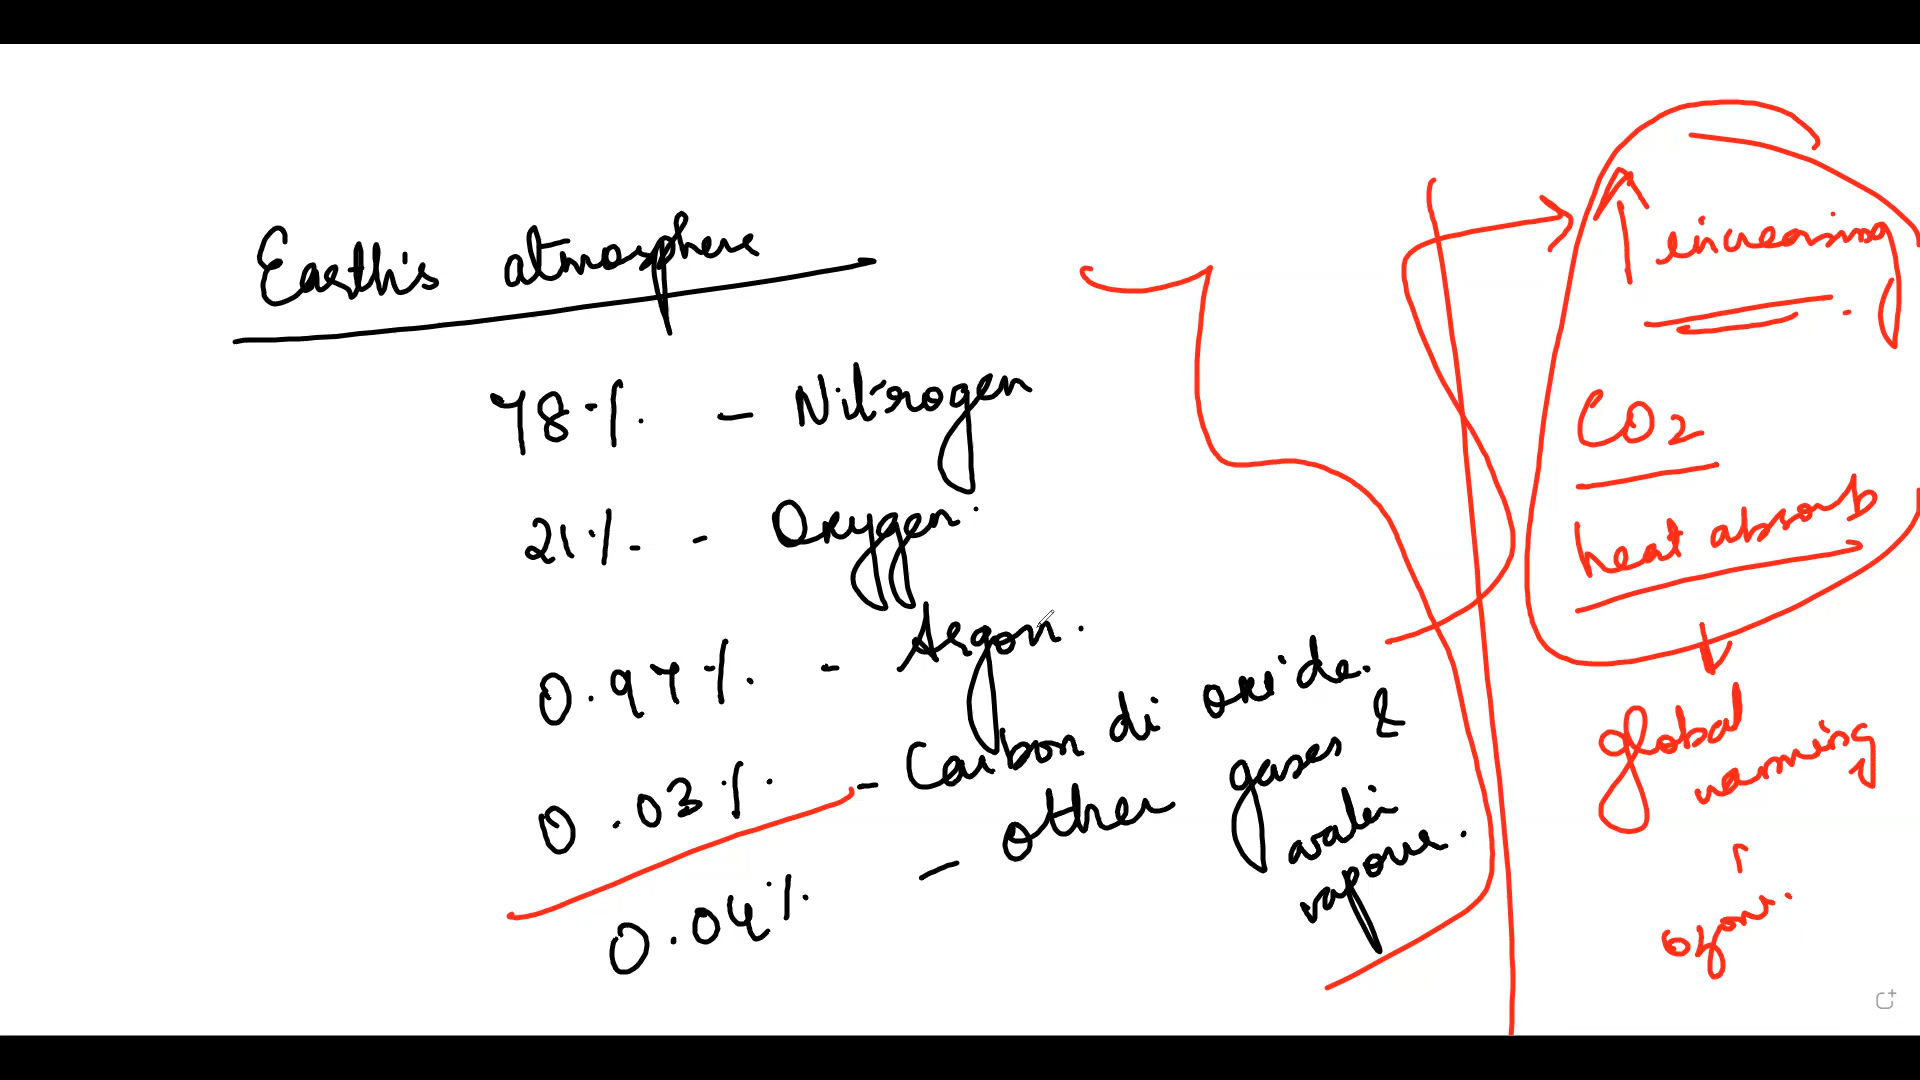 Earth's atmosphere
78% - Nitrogen
21% - Oxygen.
0.97% - Argon.
0.03% - Carbon di oxide.
0.04% - other gases &
water
vapour.
↑ increasing
CO2
heat absorb
global
warming
ozone.